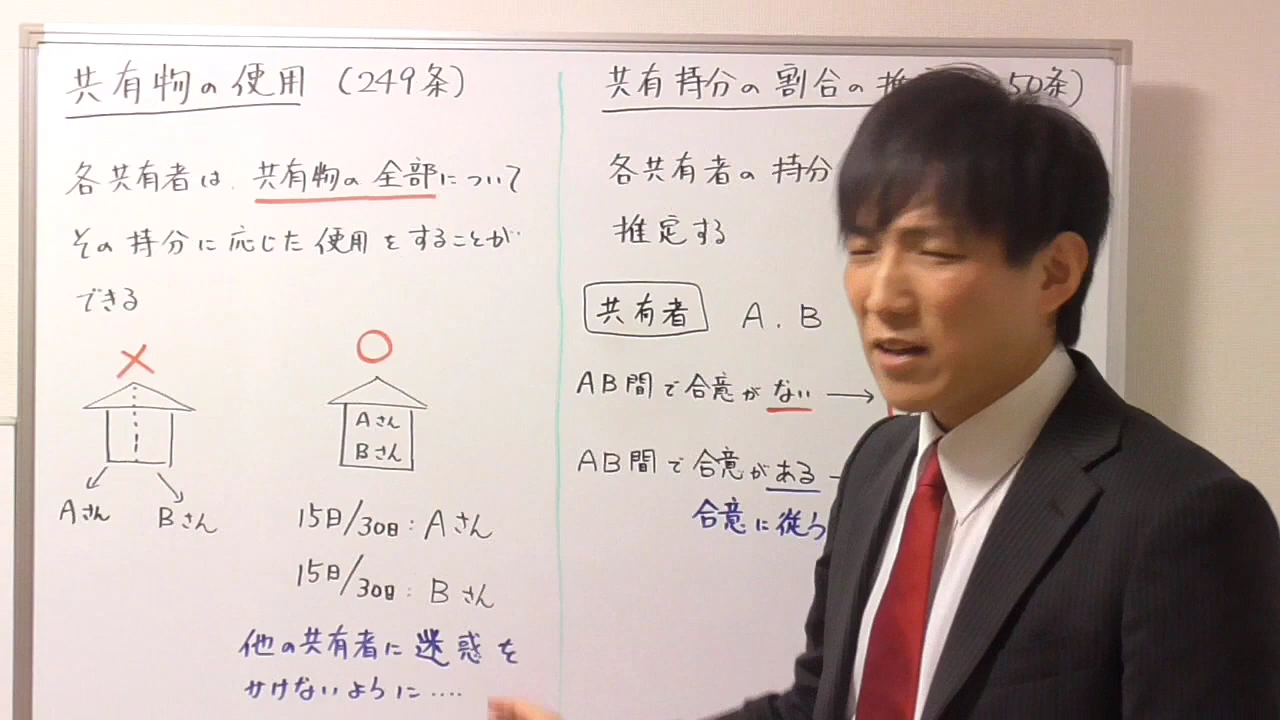 共有物の使用 (249条)
各共有者は、共有物の全部について
その持分に応じた使用をすることが
できる
×
○
Aさん
Bさん
Aさん
Bさん
15日/30日:Aさん
15日/30日:Bさん
他の共有者に迷惑を
かけないように‥‥
共有持分の割合の推 50条)
各共有者の持分
推定する
共有者 A.B
AB間で合意がない →
AB間で合意がある
合意に従う